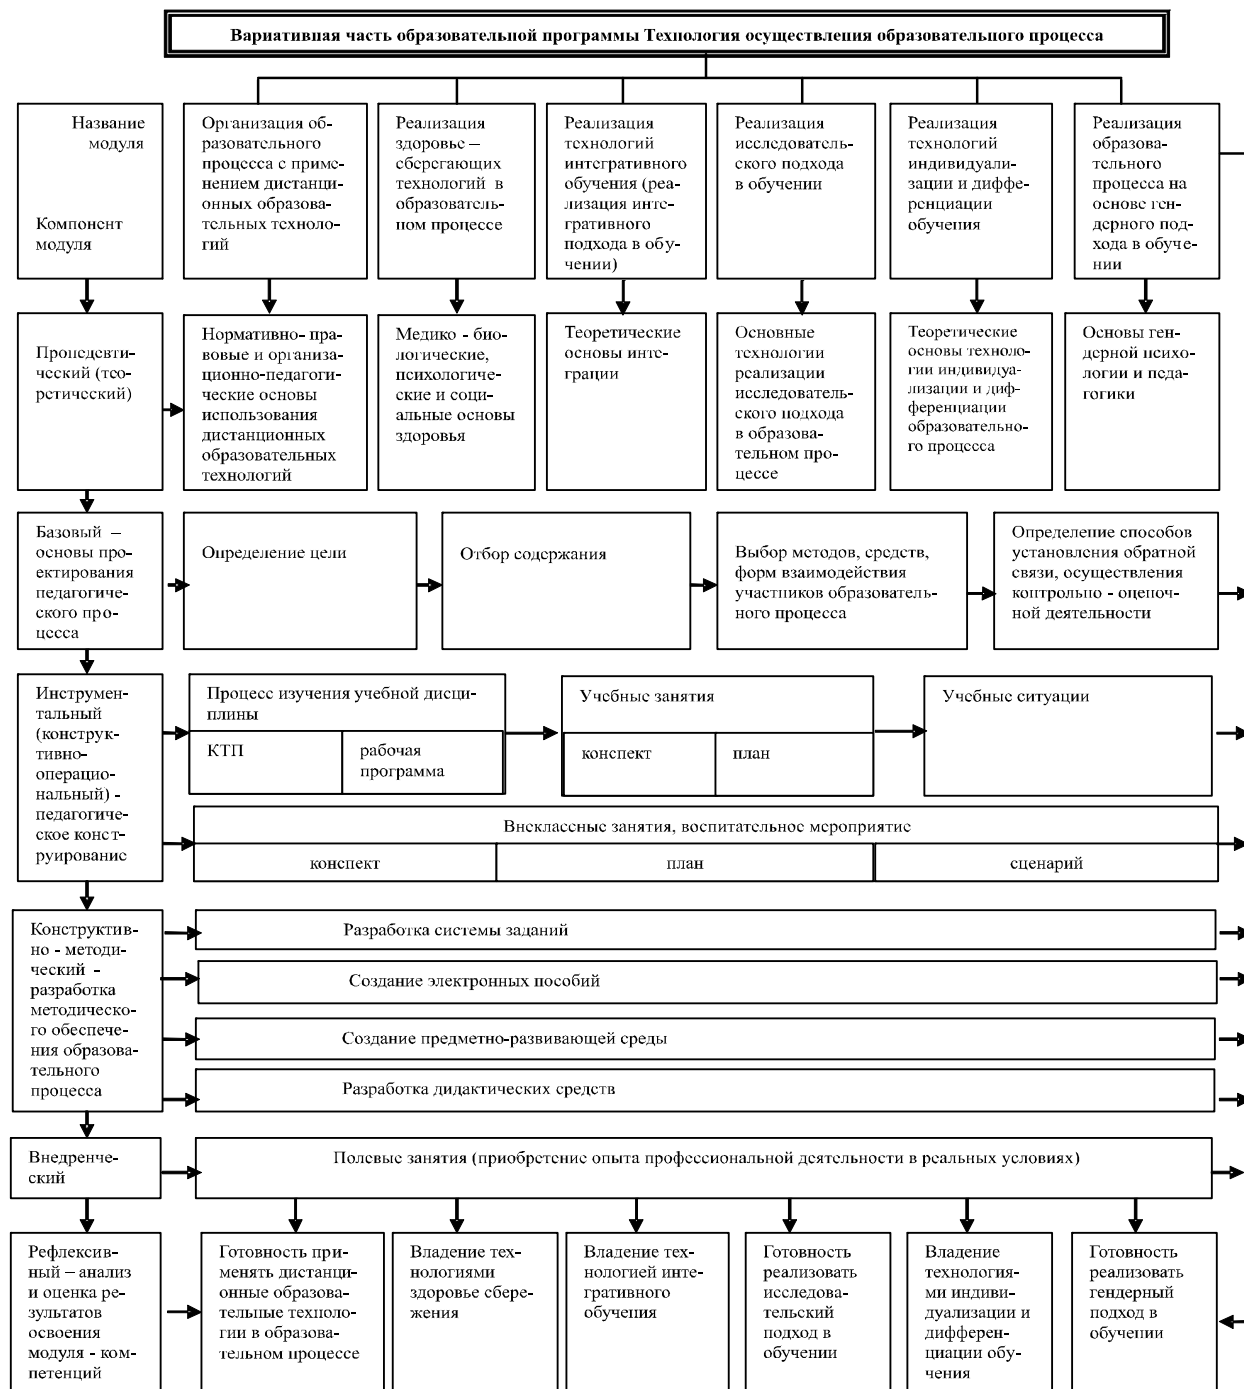 Вариативная часть образовательной программы Технология осуществления образовательного процесса
Название
модуля
Компонент
модуля
Организация об-
разовательного
процесса с приме-
нением дистанци-
онных образова-
тельных техноло-
гий
Реализация
здоровье –
сберегающих
технологий в
образователь-
ном процессе
Реализация
технологий
интегративного
обучения (реа-
лизация инте-
гративного
подхода в обу-
чении)
Реализация
исследователь-
ского подхода
в обучении
Реализация
технологий
индивидуали-
зации и диффе-
ренциации
обучения
Реализация
образователь-
ного
процесса на
основе ген-
дерного под-
хода в обуче-
нии
Пропедевти-
ческий (тео-
ретический)
Нормативно- пра-
вовые и организа-
ционно-педагоги-
ческие основы
использования
дистанционных
образовательных
технологий
Медико - би-
ологические,
психологиче-
ские и соци-
альные основы
здоровья
Теоретические
основы инте-
грации
Основные
технологии
реализации
исследователь-
ского подхода
в образова-
тельном про-
цессе
Теоретические
основы техноло-
гии индивидуа-
лизации и диф-
ференциации
образовательно-
го процесса
Основы ген-
дерной психо-
логии и педа-
гогики
Базовый –
основы про-
ектирования
педагогиче-
ского про-
цесса
Определение цели
Отбор содержания
Выбор методов, средств,
форм взаимодействия
участников образователь-
ного процесса
Определение способов
установления обратной
связи, осуществления
контрольно - оценоч-
ной деятельности
Инструмен-
тальный
(конструк-
тивно-
операцио-
нальный) -
педагогиче-
ское конст-
руирование
Процесс изучения учебной дисци-
плины
КТП
рабочая
программа
Учебные занятия
конспект
план
Учебные ситуации
Внеклассные занятия, воспитательное мероприятие
конспект
план
сценарий
Конструктив-
но - методи-
ческий -
разработка
методическо-
го обеспече-
ния образова-
тельного
процесса
Разработка системы заданий
Создание электронных пособий
Создание предметно-развивающей среды
Разработка дидактических средств
Внедренче-
ский
Полевые занятия (приобретение опыта профессиональной деятельности в реальных условиях)
Рефлексив-
ный – анализ
и оценка ре-
зультатов
освоения
модуля - ком-
петенций
Готовность при-
менять дистанци-
онные образова-
тельные техноло-
гии в образова-
тельном процессе
Владение тех-
нологиями
здоровье сбере-
жения
Владение тех-
нологией инте-
гративного
обучения
Готовность
реализовать
исследова-
тельский
подход в
обучении
Владение
технология-
ми индиви-
дуализации и
дифферен-
циации обу-
чения
Готовность
реализовать
гендерный
подход в
обучении